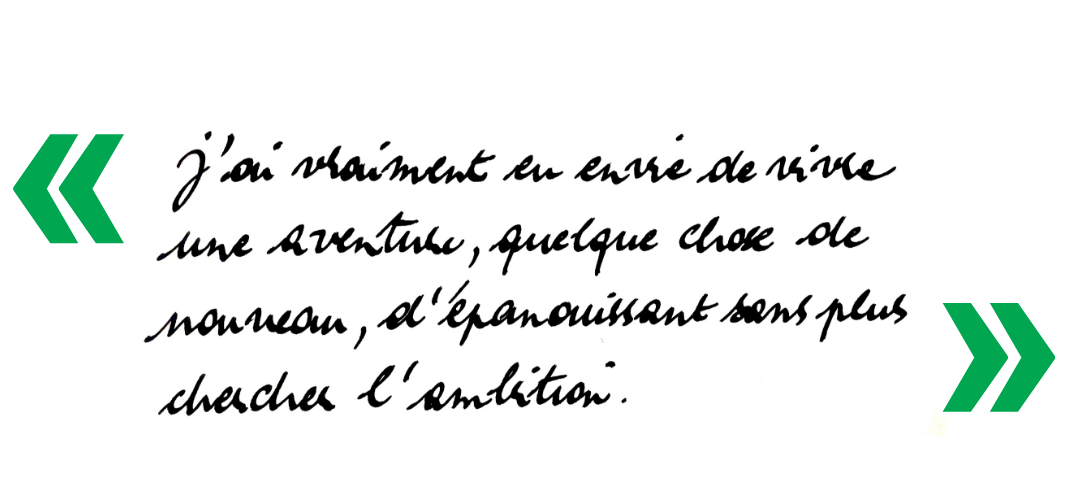 « j'ai vraiment eu envie de vivre
une aventure, quelque chose de
nouveau, d'épanouissant sans plus
chercher l'ambition. »